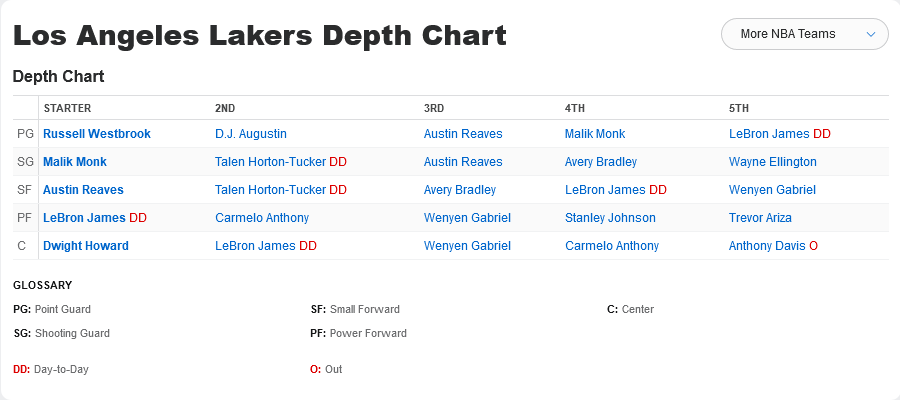 Los Angeles Lakers Depth Chart
More NBA Teams
Depth Chart
STARTER 2ND 3RD 4TH 5TH
PG Russell Westbrook D.J. Augustin Austin Reaves Malik Monk LeBron James DD
SG Malik Monk Talen Horton-Tucker DD Austin Reaves Avery Bradley Wayne Ellington
SF Austin Reaves Talen Horton-Tucker DD Avery Bradley LeBron James DD Wenyen Gabriel
PF LeBron James DD Carmelo Anthony Wenyen Gabriel Stanley Johnson Trevor Ariza
C Dwight Howard LeBron James DD Wenyen Gabriel Carmelo Anthony Anthony Davis O
GLOSSARY
PG: Point Guard SF: Small Forward C: Center
SG: Shooting Guard PF: Power Forward
DD: Day-to-Day O: Out